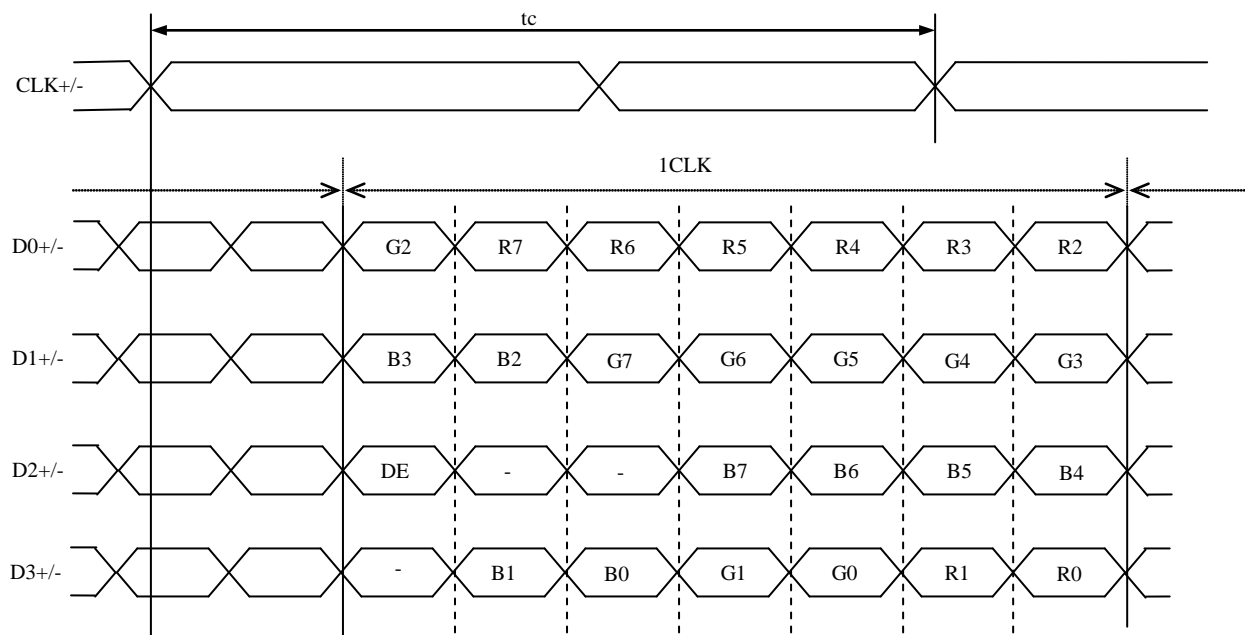 tc
CLK+/-
1CLK
D0+/- G2 R7 R6 R5 R4 R3 R2
D1+/- B3 B2 G7 G6 G5 G4 G3
D2+/- DE - - B7 B6 B5 B4
D3+/- - B1 B0 G1 G0 R1 R0